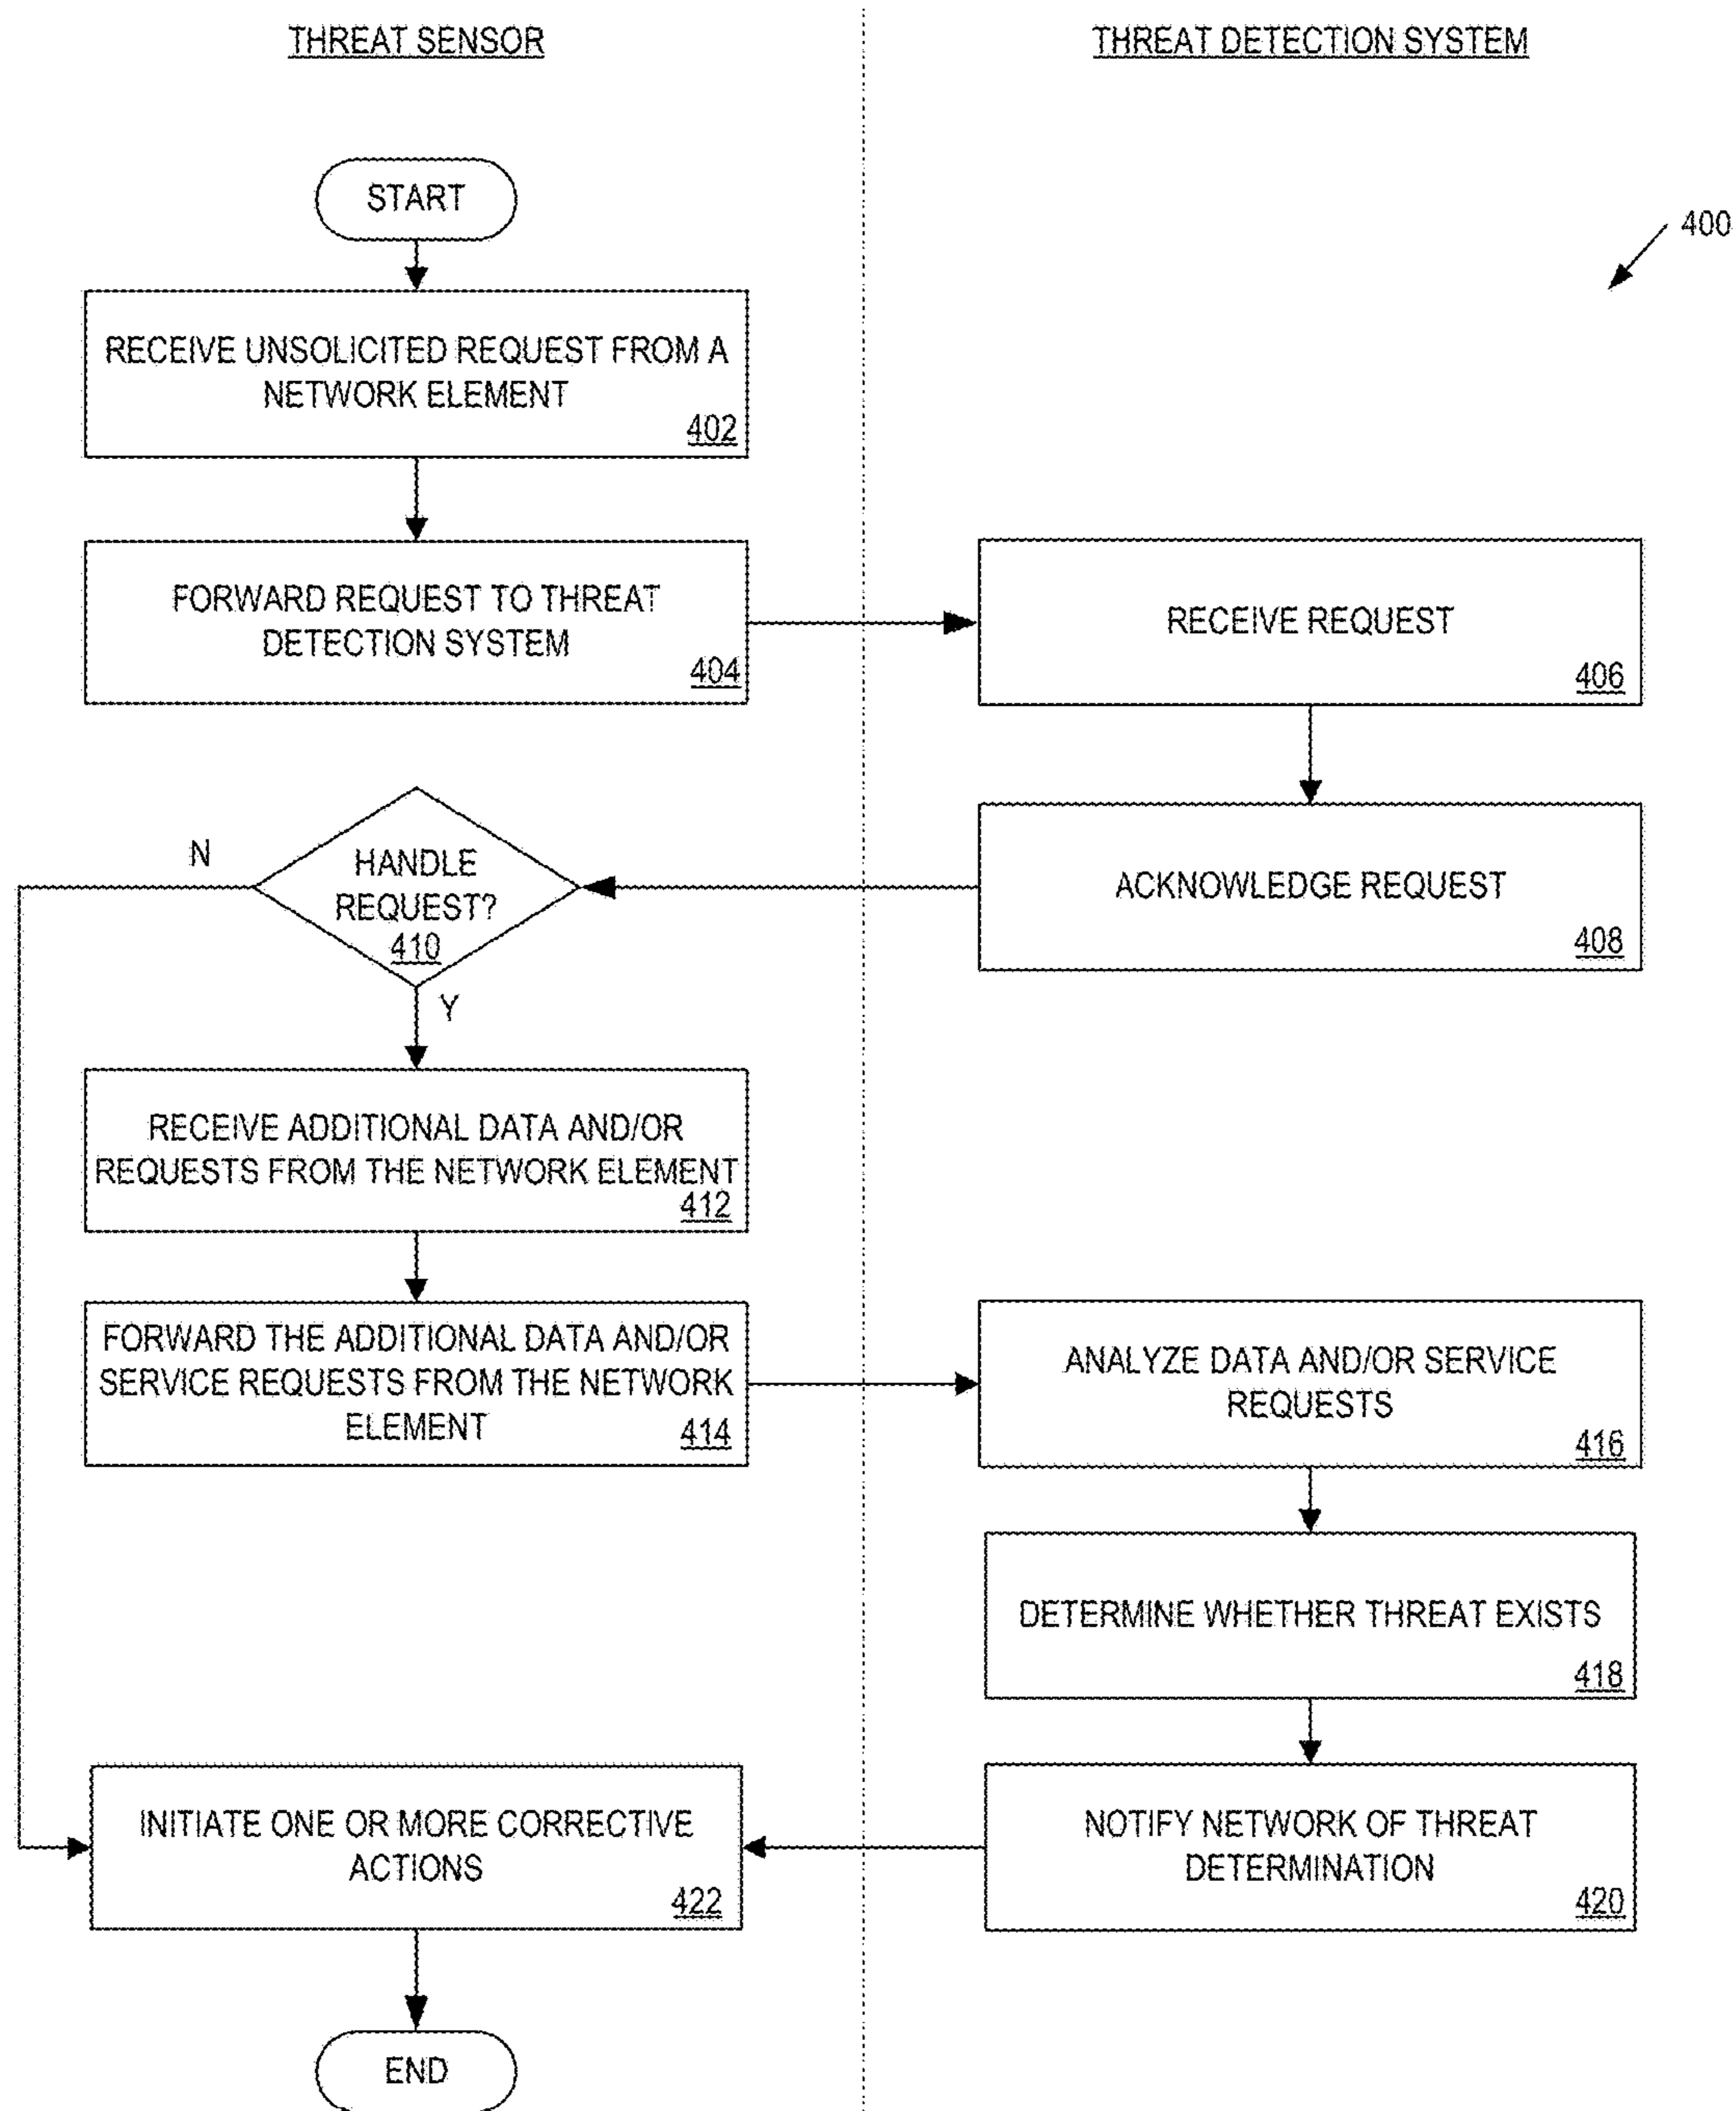 THREAT SENSOR
THREAT DETECTION SYSTEM
START
400
RECEIVE UNSOLICITED REQUEST FROM A
NETWORK ELEMENT
402
FORWARD REQUEST TO THREAT
DETECTION SYSTEM
404
RECEIVE REQUEST
406
ACKNOWLEDGE REQUEST
408
N
HANDLE
REQUEST?
410
Y
RECEIVE ADDITIONAL DATA AND/OR
REQUESTS FROM THE NETWORK ELEMENT
412
FORWARD THE ADDITIONAL DATA AND/OR
SERVICE REQUESTS FROM THE NETWORK
ELEMENT
414
ANALYZE DATA AND/OR SERVICE
REQUESTS
416
DETERMINE WHETHER THREAT EXISTS
418
NOTIFY NETWORK OF THREAT
DETERMINATION
420
INITIATE ONE OR MORE CORRECTIVE
ACTIONS
422
END